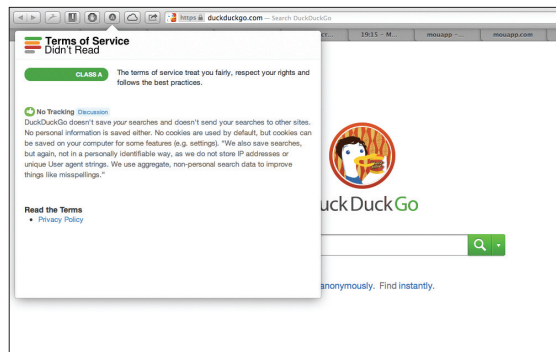 https duckduckgo.com — Search DuckDuckGo
19:15 – M...
mouapp –...
mouapp.com
Terms of Service
Didn't Read
CLASS A
The terms of service treat you fairly, respect your rights and
follows the best practices.
No Tracking Discussion
DuckDuckGo doesn't save your searches and doesn't send your searches to other sites.
No personal information is saved either. No cookies are used by default, but cookies can
be saved on your computer for some features (e.g. settings). "We also save searches,
but again, not in a personally identifiable way, as we do not store IP addresses or
unique User agent strings. We use aggregate, non-personal search data to improve
things like misspellings."
Read the Terms
• Privacy Policy
uck Duck Go
anonymously. Find instantly.